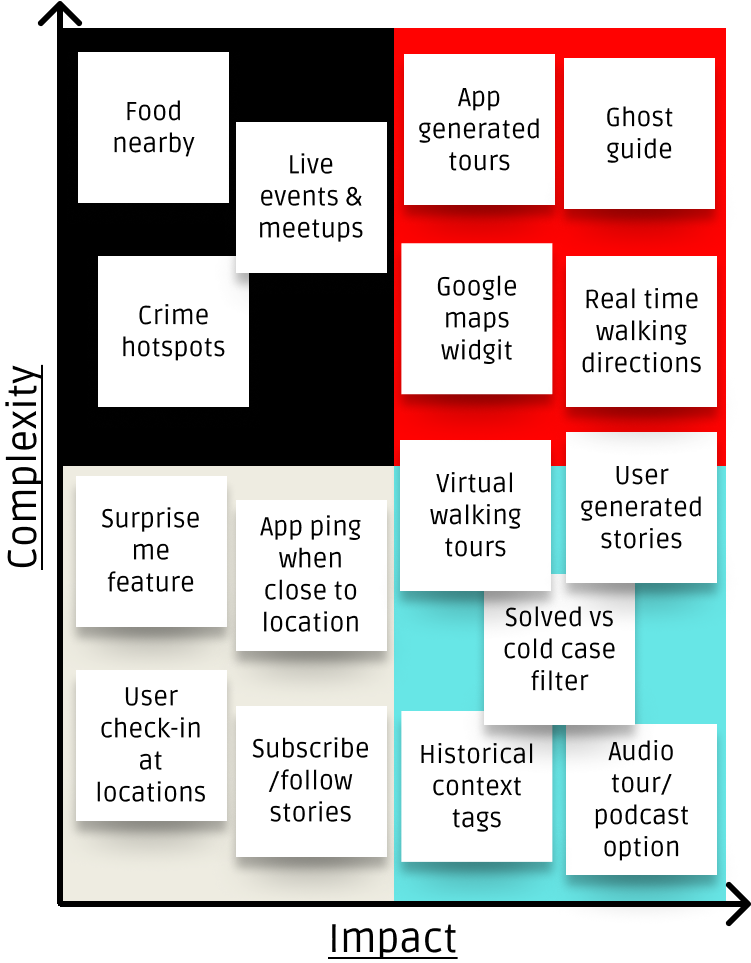 Food
nearby
Live
events &
meetups
Crime
hotspots
App
generated
tours
Ghost
guide
Google
maps
widgit
Real time
walking
directions
Complexity
Surprise
me
feature
App ping
when
close to
location
User
check-in
at
locations
Subscribe
/follow
stories
Virtual
walking
tours
User
generated
stories
Solved vs
cold case
filter
Historical
context
tags
Audio
tour/
podcast
option
Impact